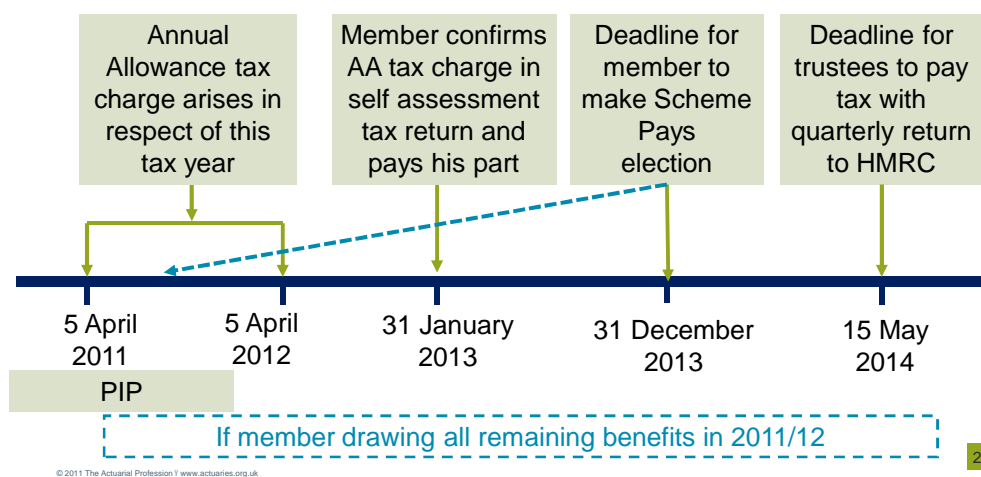 Annual
Allowance tax
charge arises in
respect of this
tax year
Member confirms
AA tax charge in
self assessment
tax return and
pays his part
Deadline for
member to
make Scheme
Pays
election
Deadline for
trustees to pay
tax with
quarterly return
to HMRC
5 April
2011
5 April
2012
31 January
2013
31 December
2013
15 May
2014
PIP
If member drawing all remaining benefits in 2011/12
2
© 2011 The Actuarial Profession Ÿ www.actuaries.org.uk